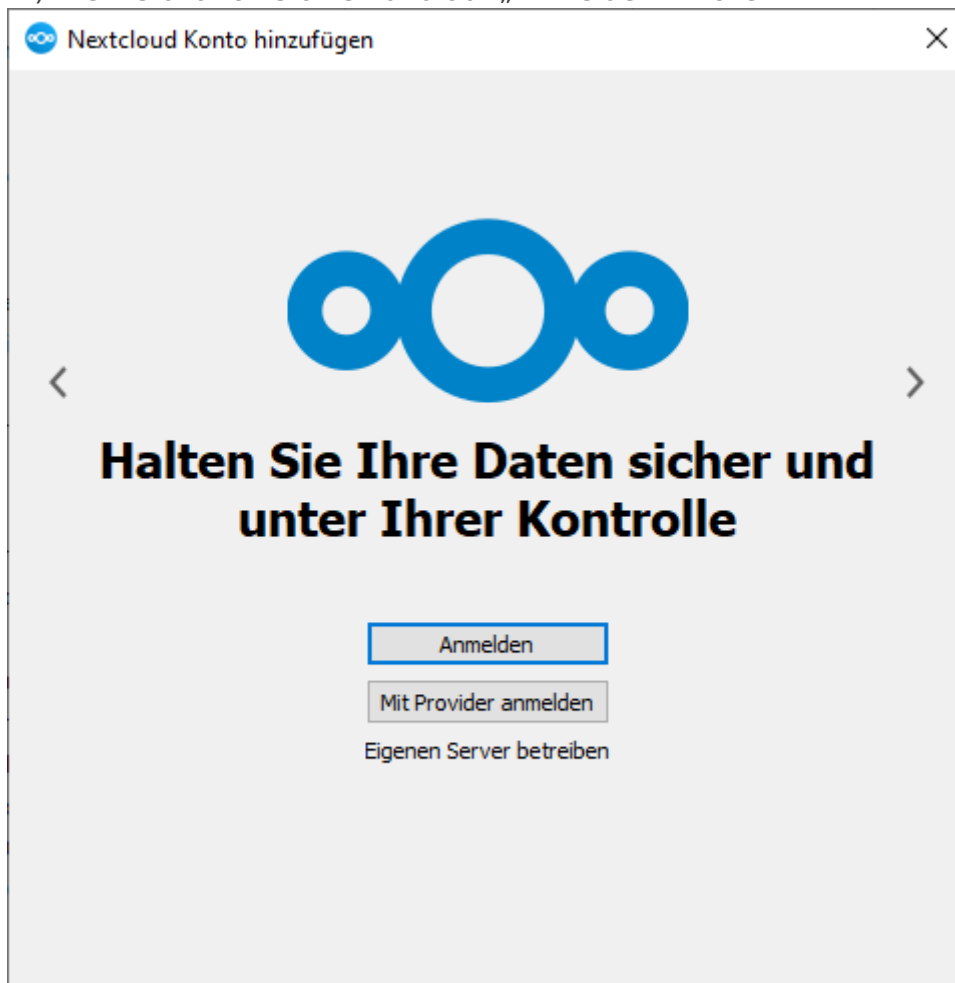 Nextcloud Konto hinzufügen
Halten Sie Ihre Daten sicher und
unter Ihrer Kontrolle
Anmelden
Mit Provider anmelden
Eigenen Server betreiben